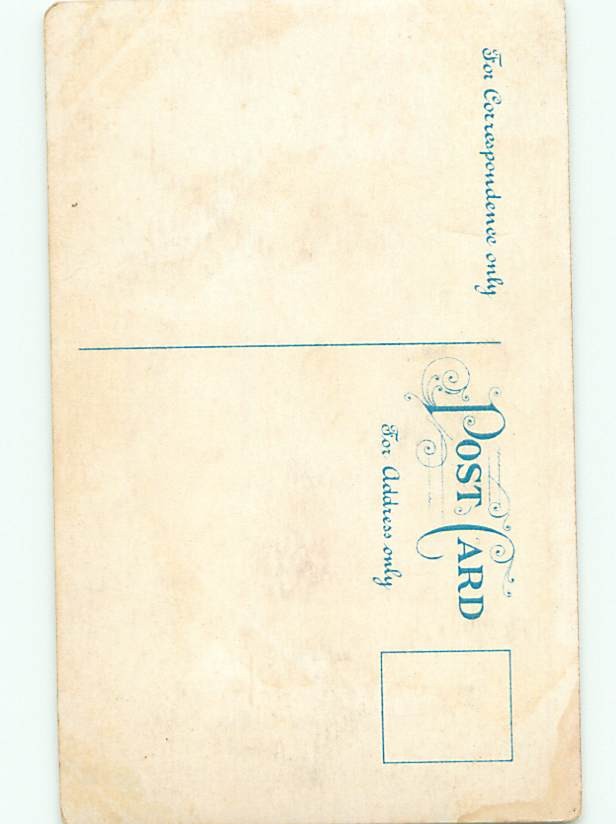 For Correspondence only
POST CARD
For Address only